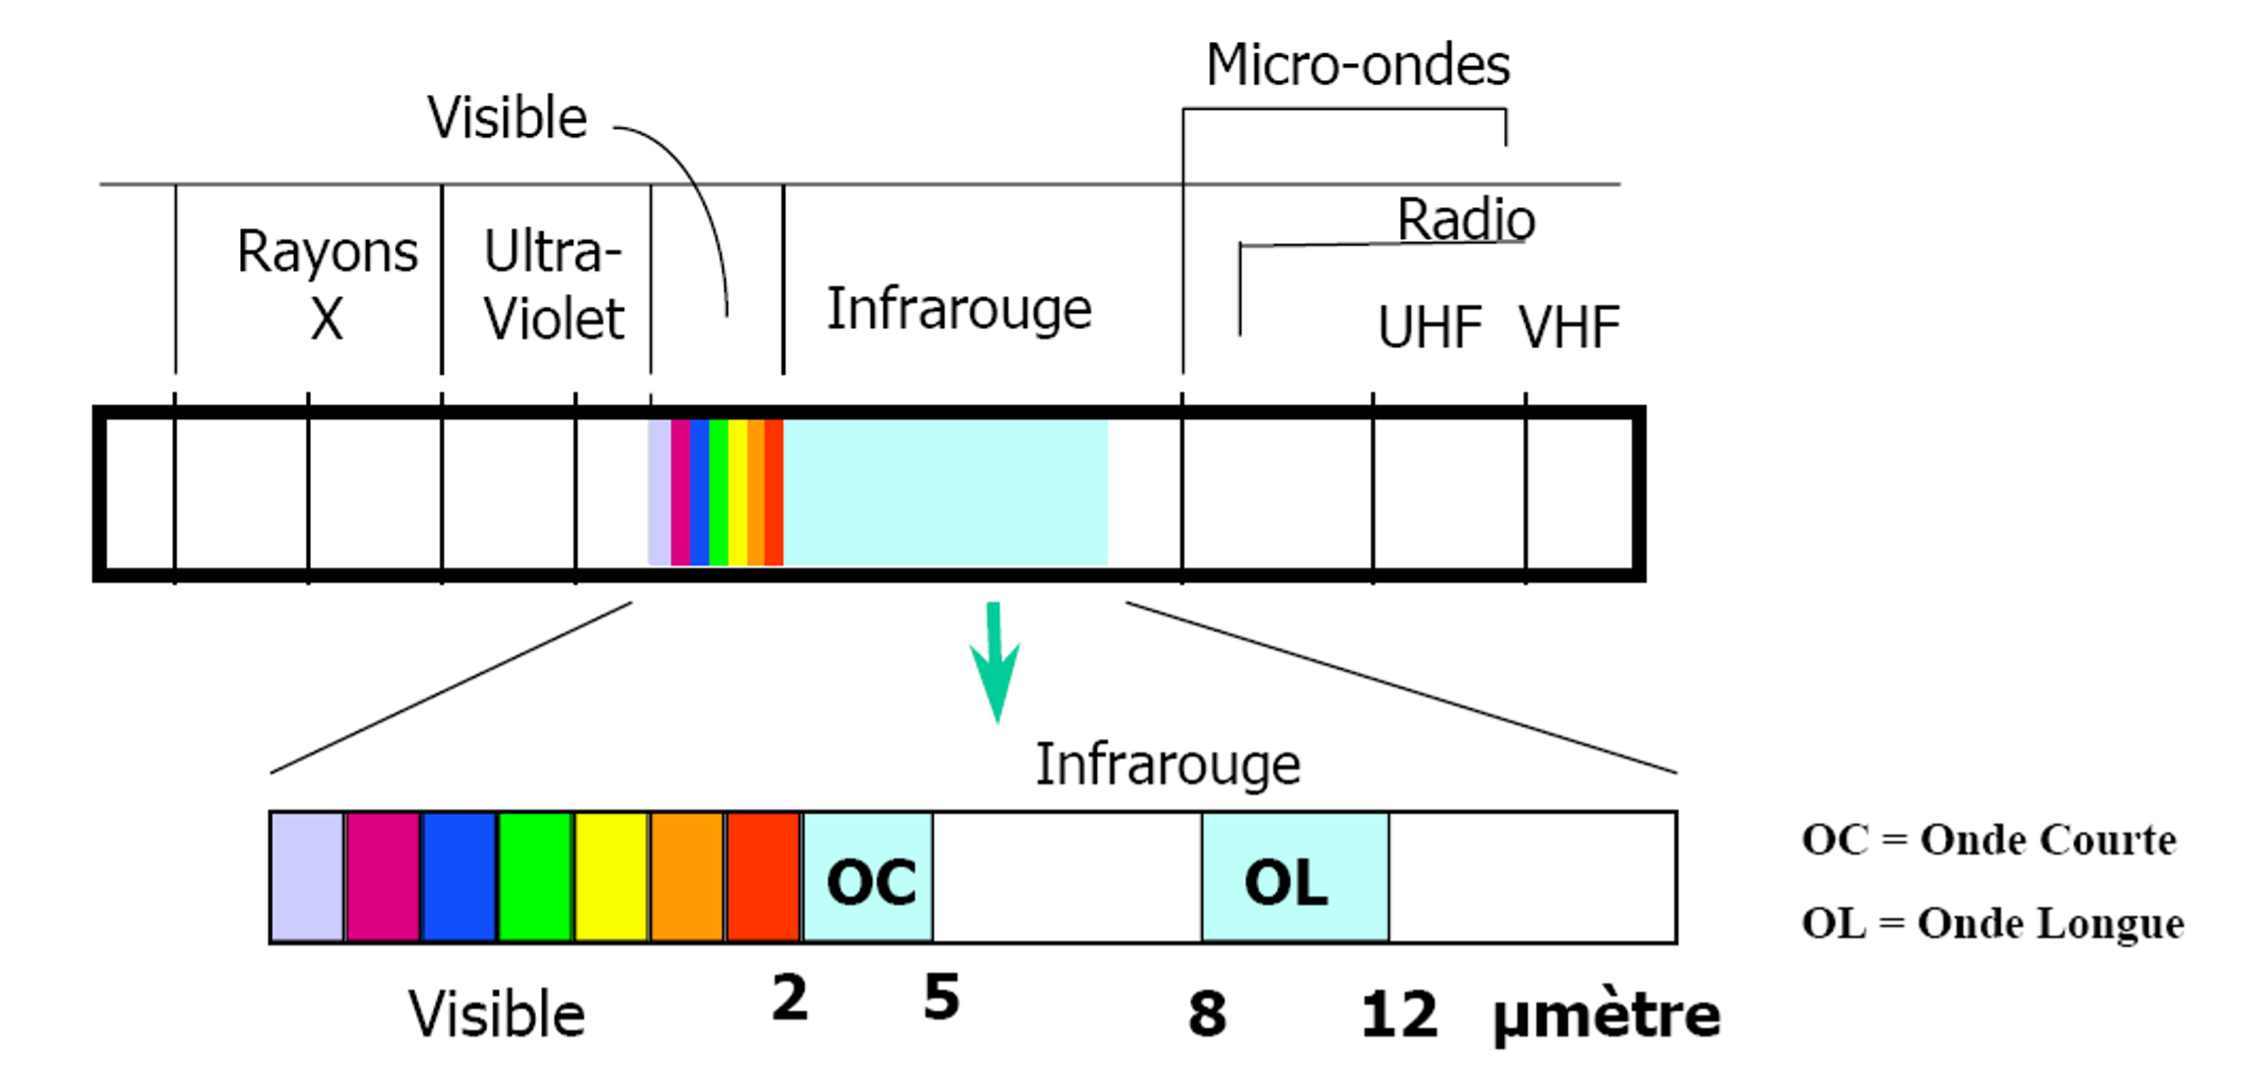 Micro-ondes
Visible
Radio
Rayons
X
Ultra-
Violet
Infrarouge
UHF VHF
Infrarouge
OC
OL
OC = Onde Courte
OL = Onde Longue
2 5
Visible
8 12 µmètre